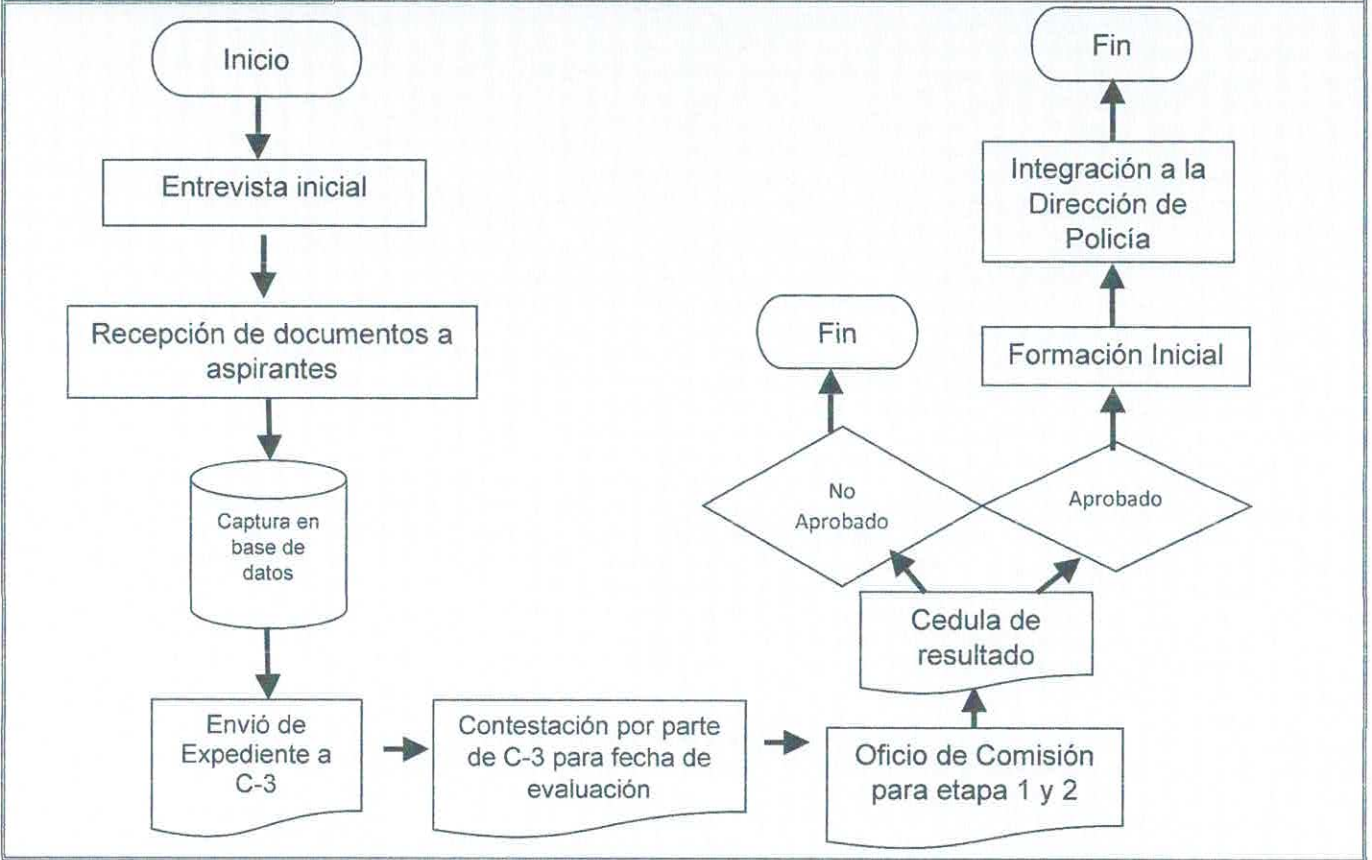 Inicio
Entrevista inicial
Recepción de documentos a
aspirantes
Captura en
base de
datos
Envió de
Expediente a
C-3
Contestación por parte
de C-3 para fecha de
evaluación
Oficio de Comisión
para etapa 1 y 2
Cedula de
resultado
No
Aprobado
Fin
Aprobado
Formación Inicial
Integración a la
Dirección de
Policía
Fin